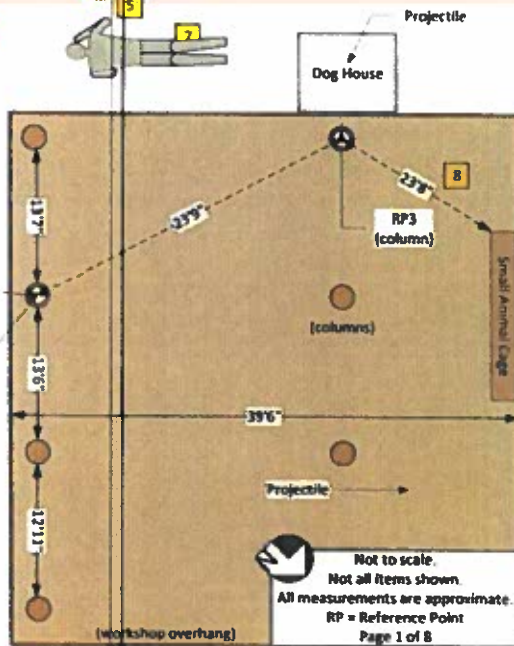 5
Projectile
7
Dog House
8
13'7"
23'9"
23'8"
RP3
(column)
Small Animal Cage
(columns)
13'6"
39'6"
Projectile
12'11"
Not to scale.
Not all items shown.
All measurements are approximate.
RP = Reference Point
Page 1 of 8
(workshop overhang)